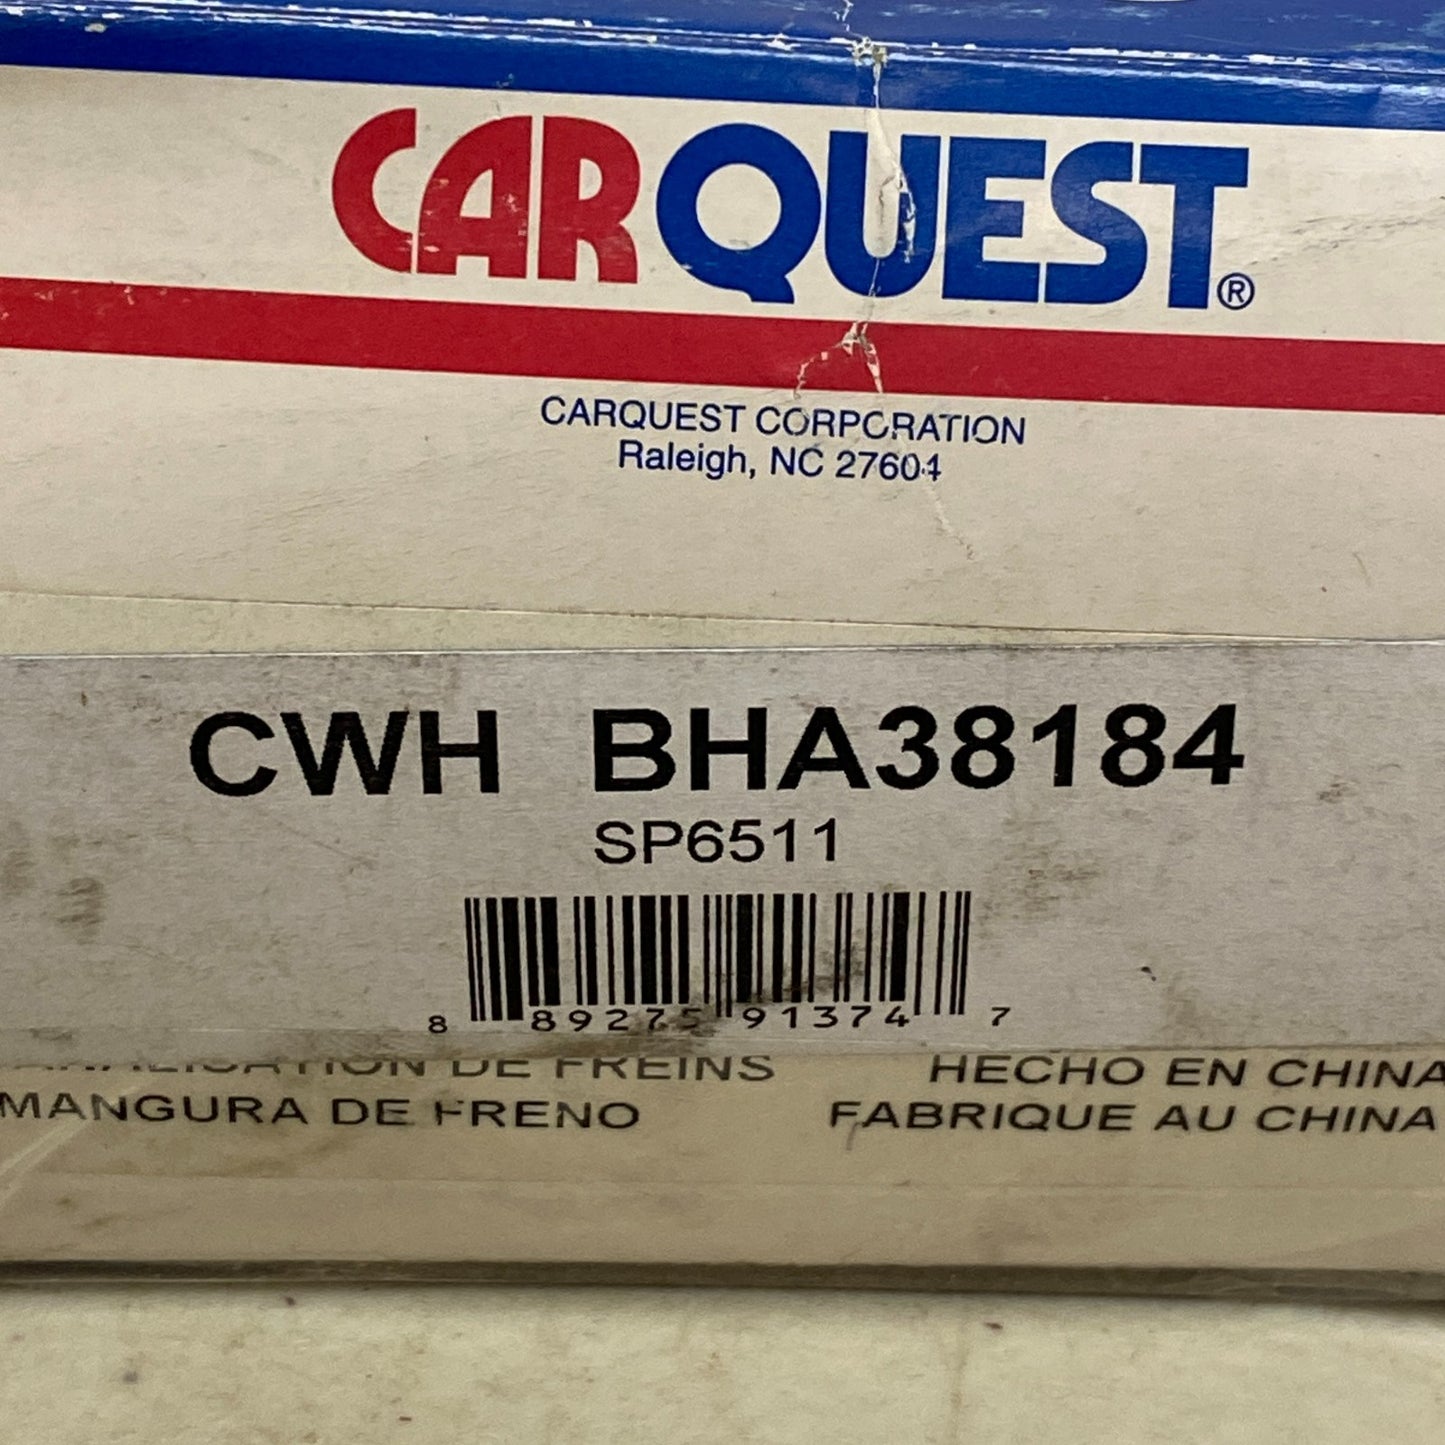 CARQUEST®
CARQUEST CORPORATION
Raleigh, NC 27604
CWH BHA38184
SP6511
8 89275 91374 7
DE FREINS HECHO EN CHINA
MANGURA DE FRENO FABRIQUE AU CHINA